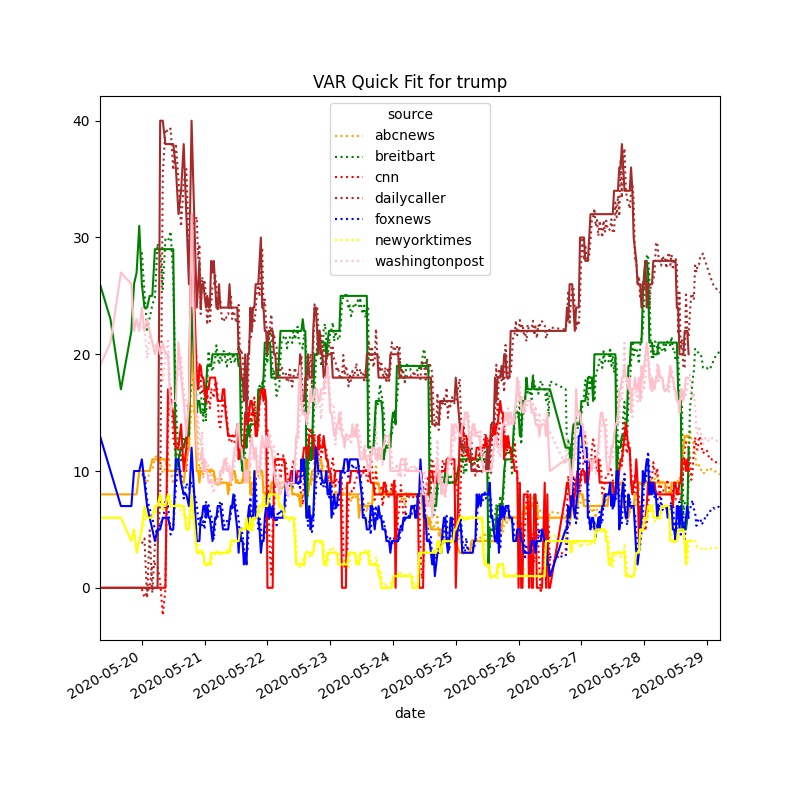 VAR Quick Fit for trump
source
abcnews
breitbart
cnn
dailycaller
foxnews
newyorktimes
washingtonpost
40
30
20
10
0
2020-05-20
2020-05-21
2020-05-22
2020-05-23
2020-05-24
2020-05-25
2020-05-26
2020-05-27
2020-05-28
2020-05-29
date